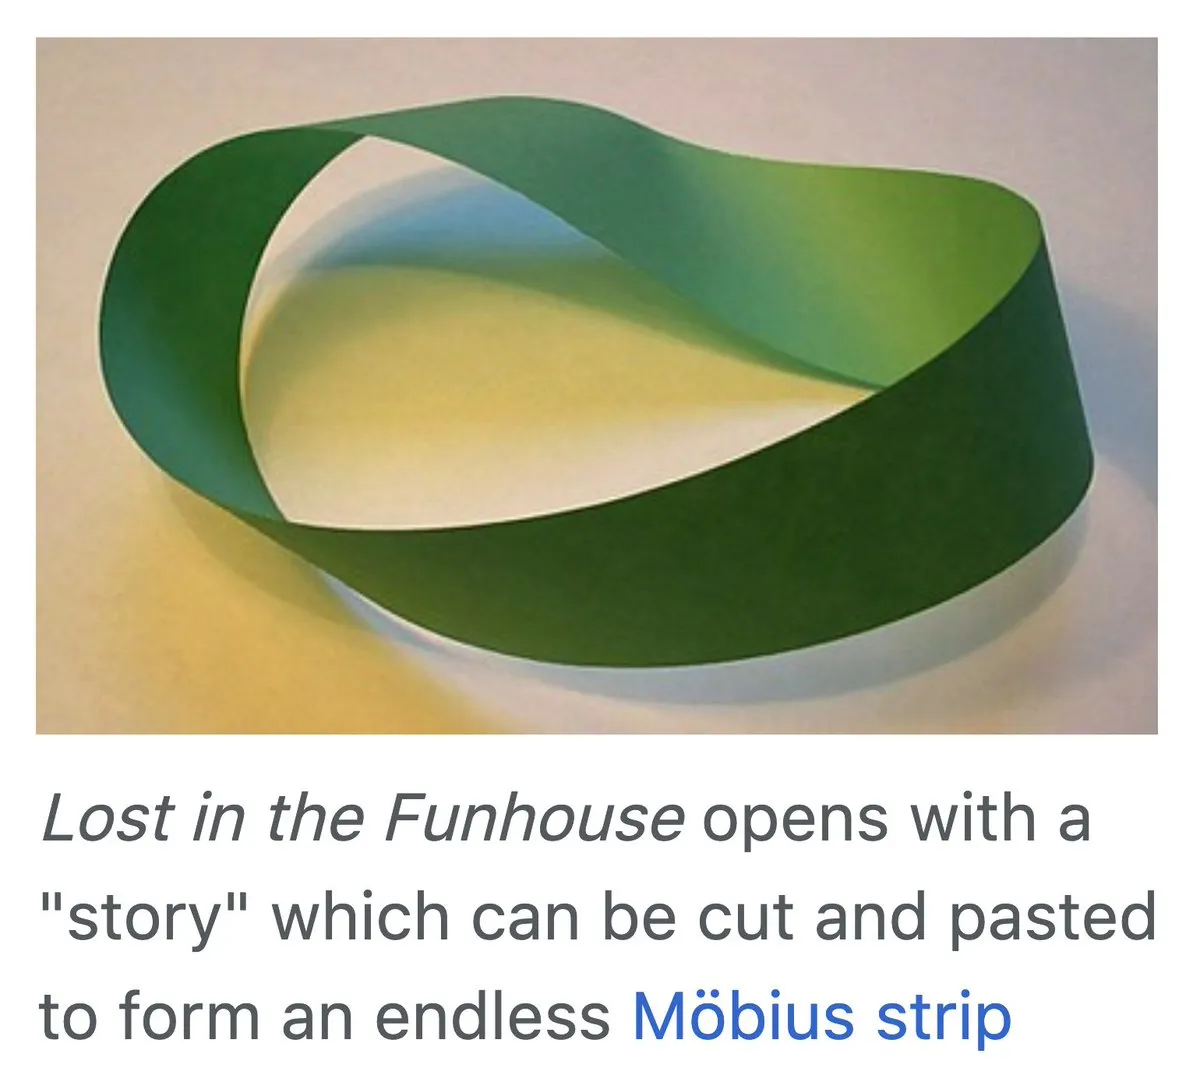 Lost in the Funhouse opens with a
"story" which can be cut and pasted
to form an endless Möbius strip